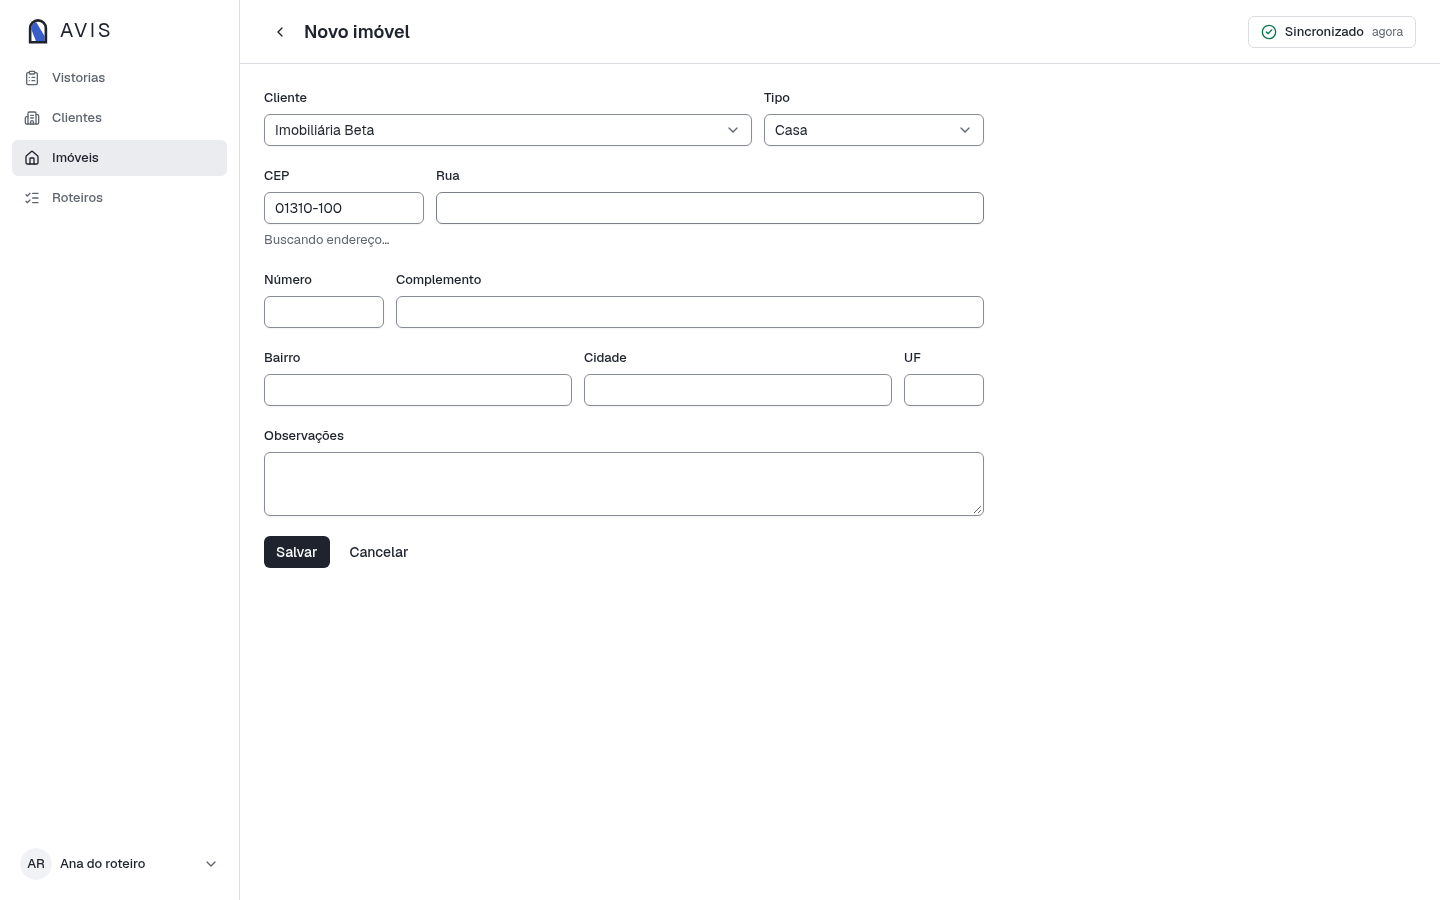 AVIS
Novo imóvel
Sincronizado agora
Vistorias
Clientes
Imóveis
Roteiros
Cliente
Tipo
Imobiliária Beta
Casa
CEP
Rua
01310-100
Buscando endereço…
Número
Complemento
Bairro
Cidade
UF
Observações
Salvar
Cancelar
AR
Ana do roteiro